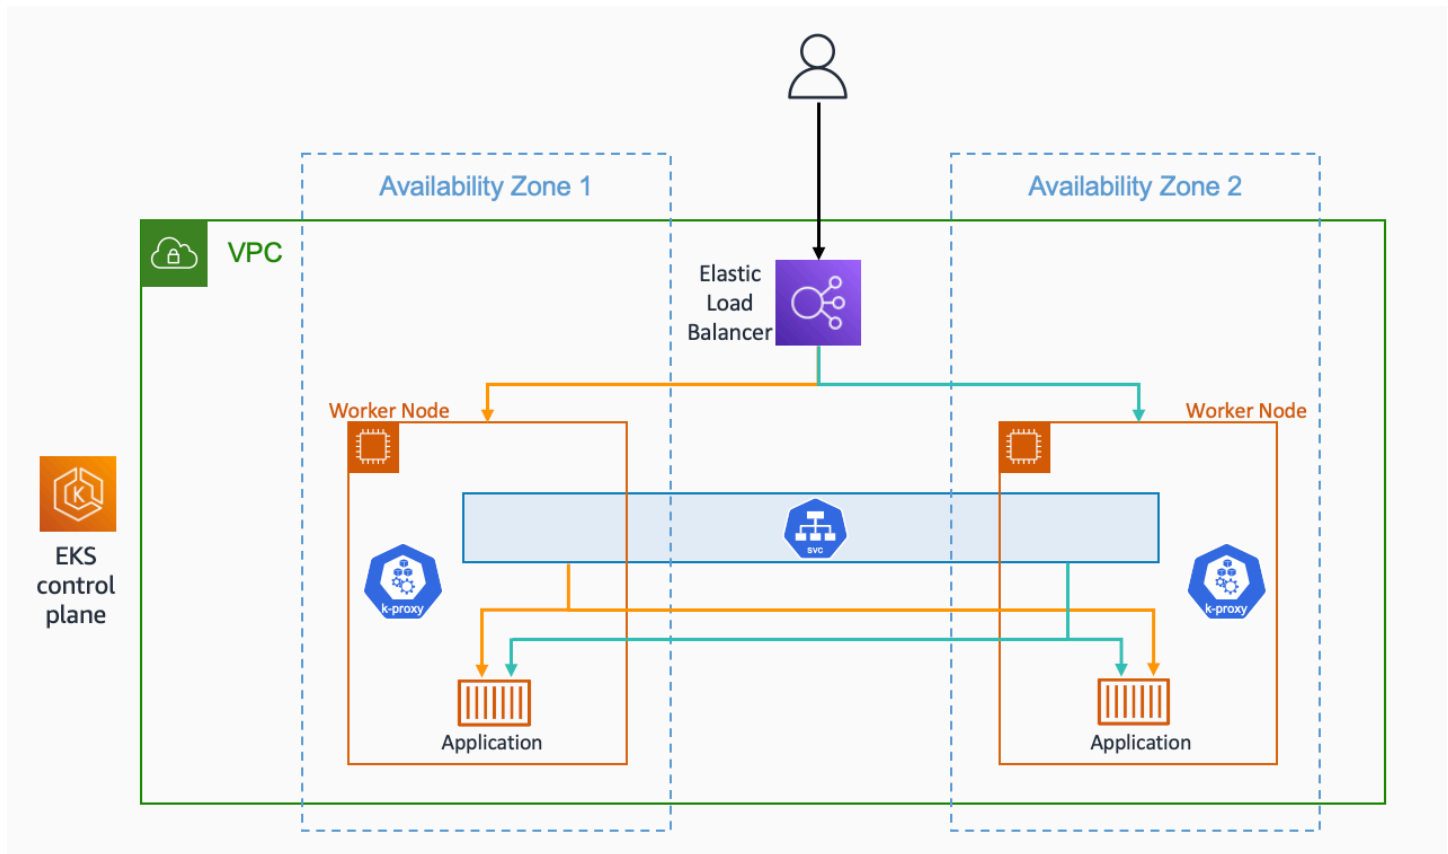 Availability Zone 1
Availability Zone 2
VPC
Elastic
Load
Balancer
Worker Node
Worker Node
K
EKS
control
plane
svc
k-proxy
k-proxy
Application
Application